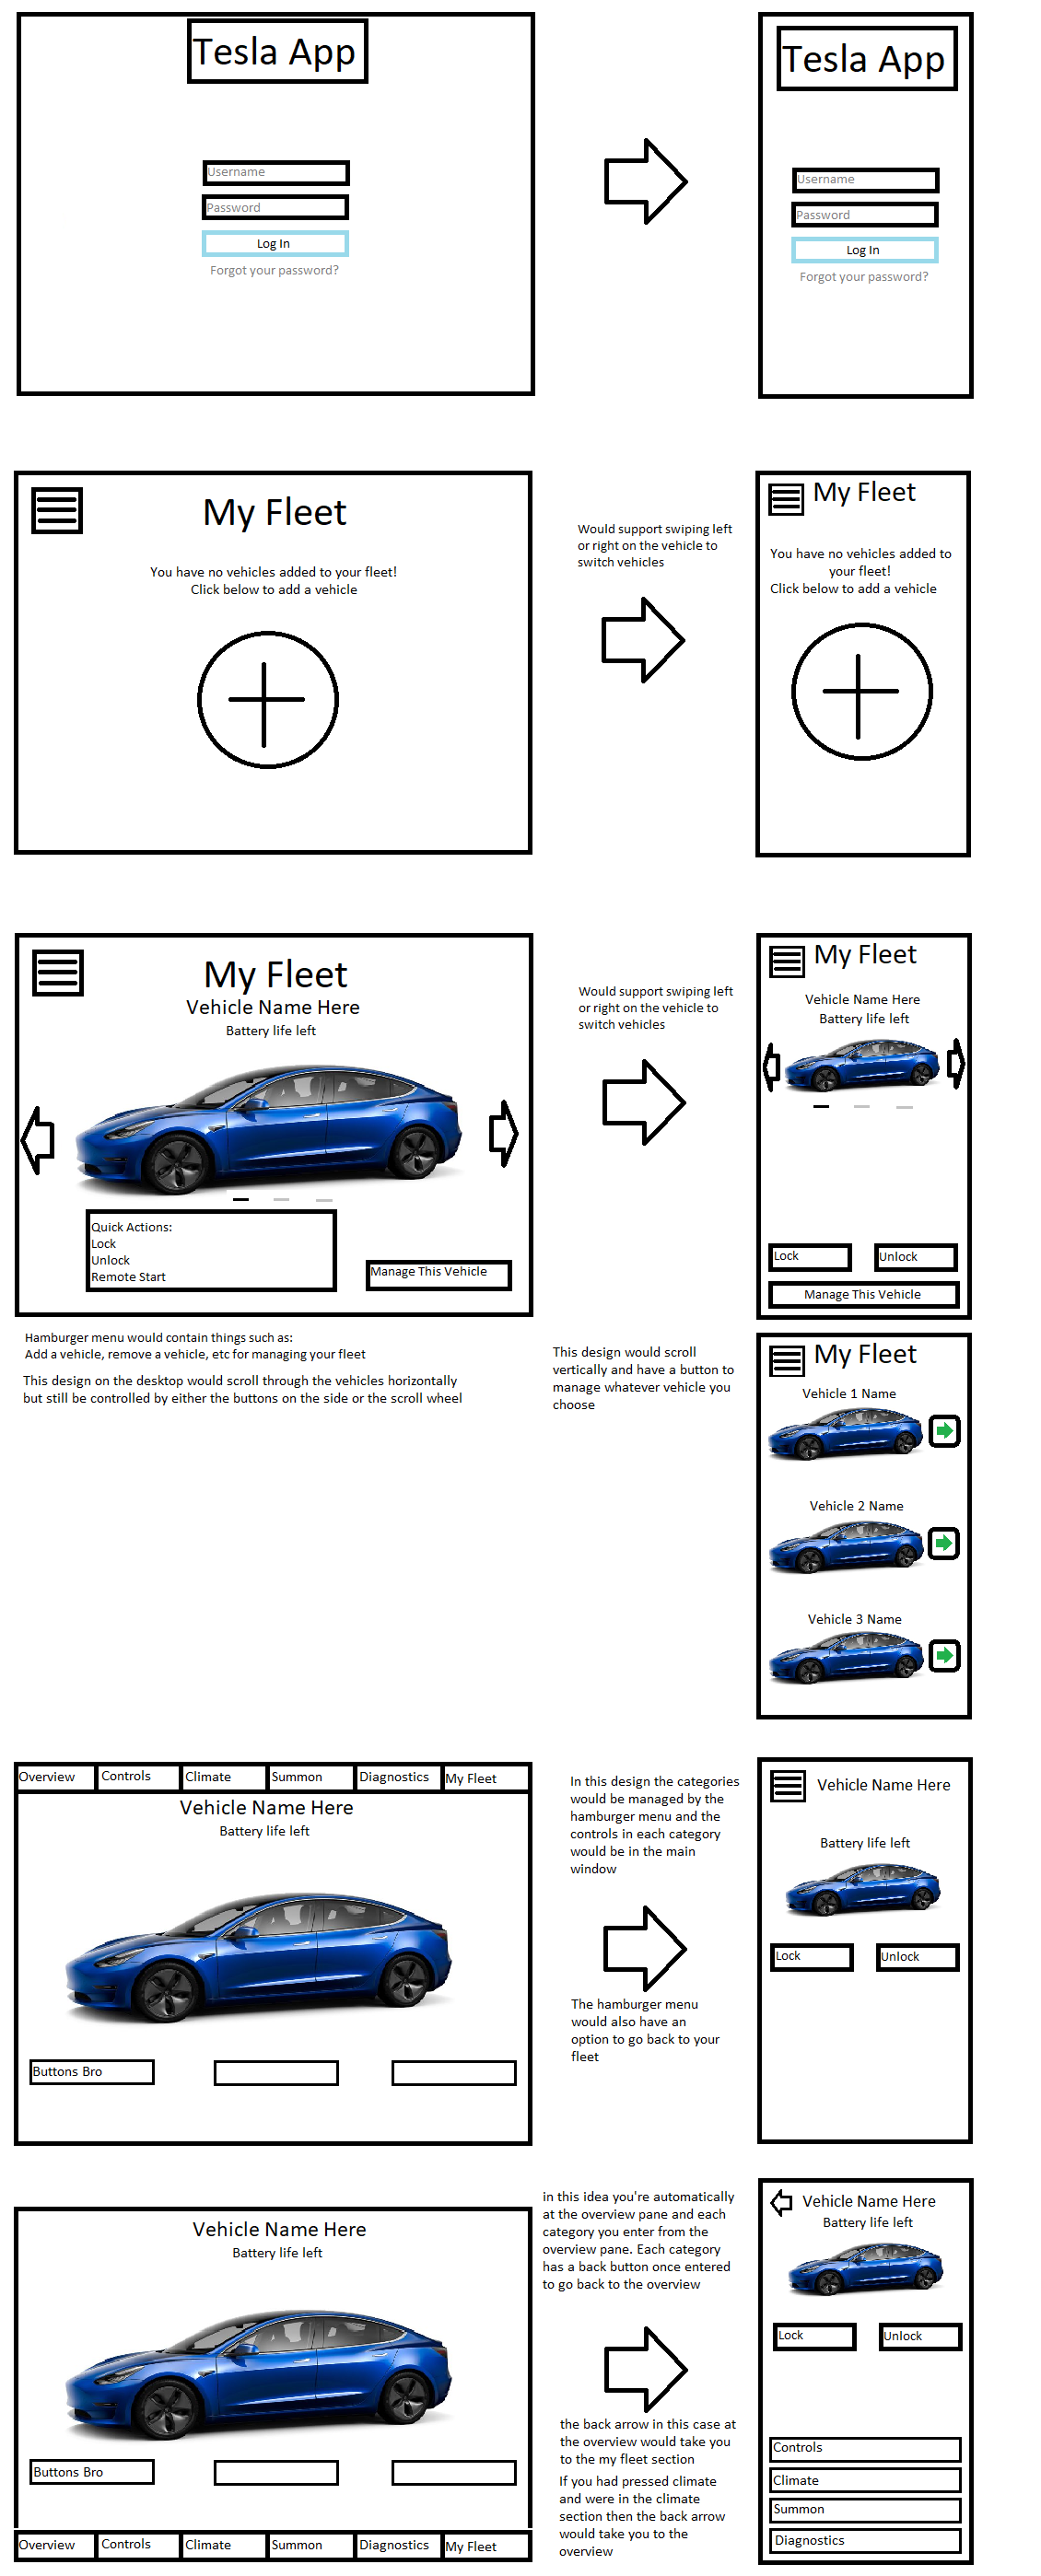 Tesla App
Username
Password
Log In
Forgot your password?
Tesla App
Username
Password
Log In
Forgot your password?
My Fleet
You have no vehicles added to your fleet!
Click below to add a vehicle
Would support swiping left
or right on the vehicle to
switch vehicles
My Fleet
You have no vehicles added to
your fleet!
Click below to add a vehicle
My Fleet
Vehicle Name Here
Battery life left
Quick Actions:
Lock
Unlock
Remote Start
Manage This Vehicle
Would support swiping left
or right on the vehicle to
switch vehicles
My Fleet
Vehicle Name Here
Battery life left
Lock
Unlock
Manage This Vehicle
Hamburger menu would contain things such as:
Add a vehicle, remove a vehicle, etc for managing your fleet
This design on the desktop would scroll through the vehicles horizontally
but still be controlled by either the buttons on the side or the scroll wheel
This design would scroll
vertically and have a button to
manage whatever vehicle you
choose
My Fleet
Vehicle 1 Name
Vehicle 2 Name
Vehicle 3 Name
Overview
Controls
Climate
Summon
Diagnostics
My Fleet
Vehicle Name Here
Battery life left
Buttons Bro
In this design the categories
would be managed by the
hamburger menu and the
controls in each category
would be in the main
window
The hamburger menu
would also have an
option to go back to your
fleet
Vehicle Name Here
Battery life left
Lock
Unlock
Vehicle Name Here
Battery life left
Buttons Bro
Overview
Controls
Climate
Summon
Diagnostics
My Fleet
in this idea you're automatically
at the overview pane and each
category you enter from the
overview pane. Each category
has a back button once entered
to go back to the overview
the back arrow in this case at
the overview would take you
to the my fleet section
If you had pressed climate
and were in the climate
section then the back arrow
would take you to the
overview
Vehicle Name Here
Battery life left
Lock
Unlock
Controls
Climate
Summon
Diagnostics